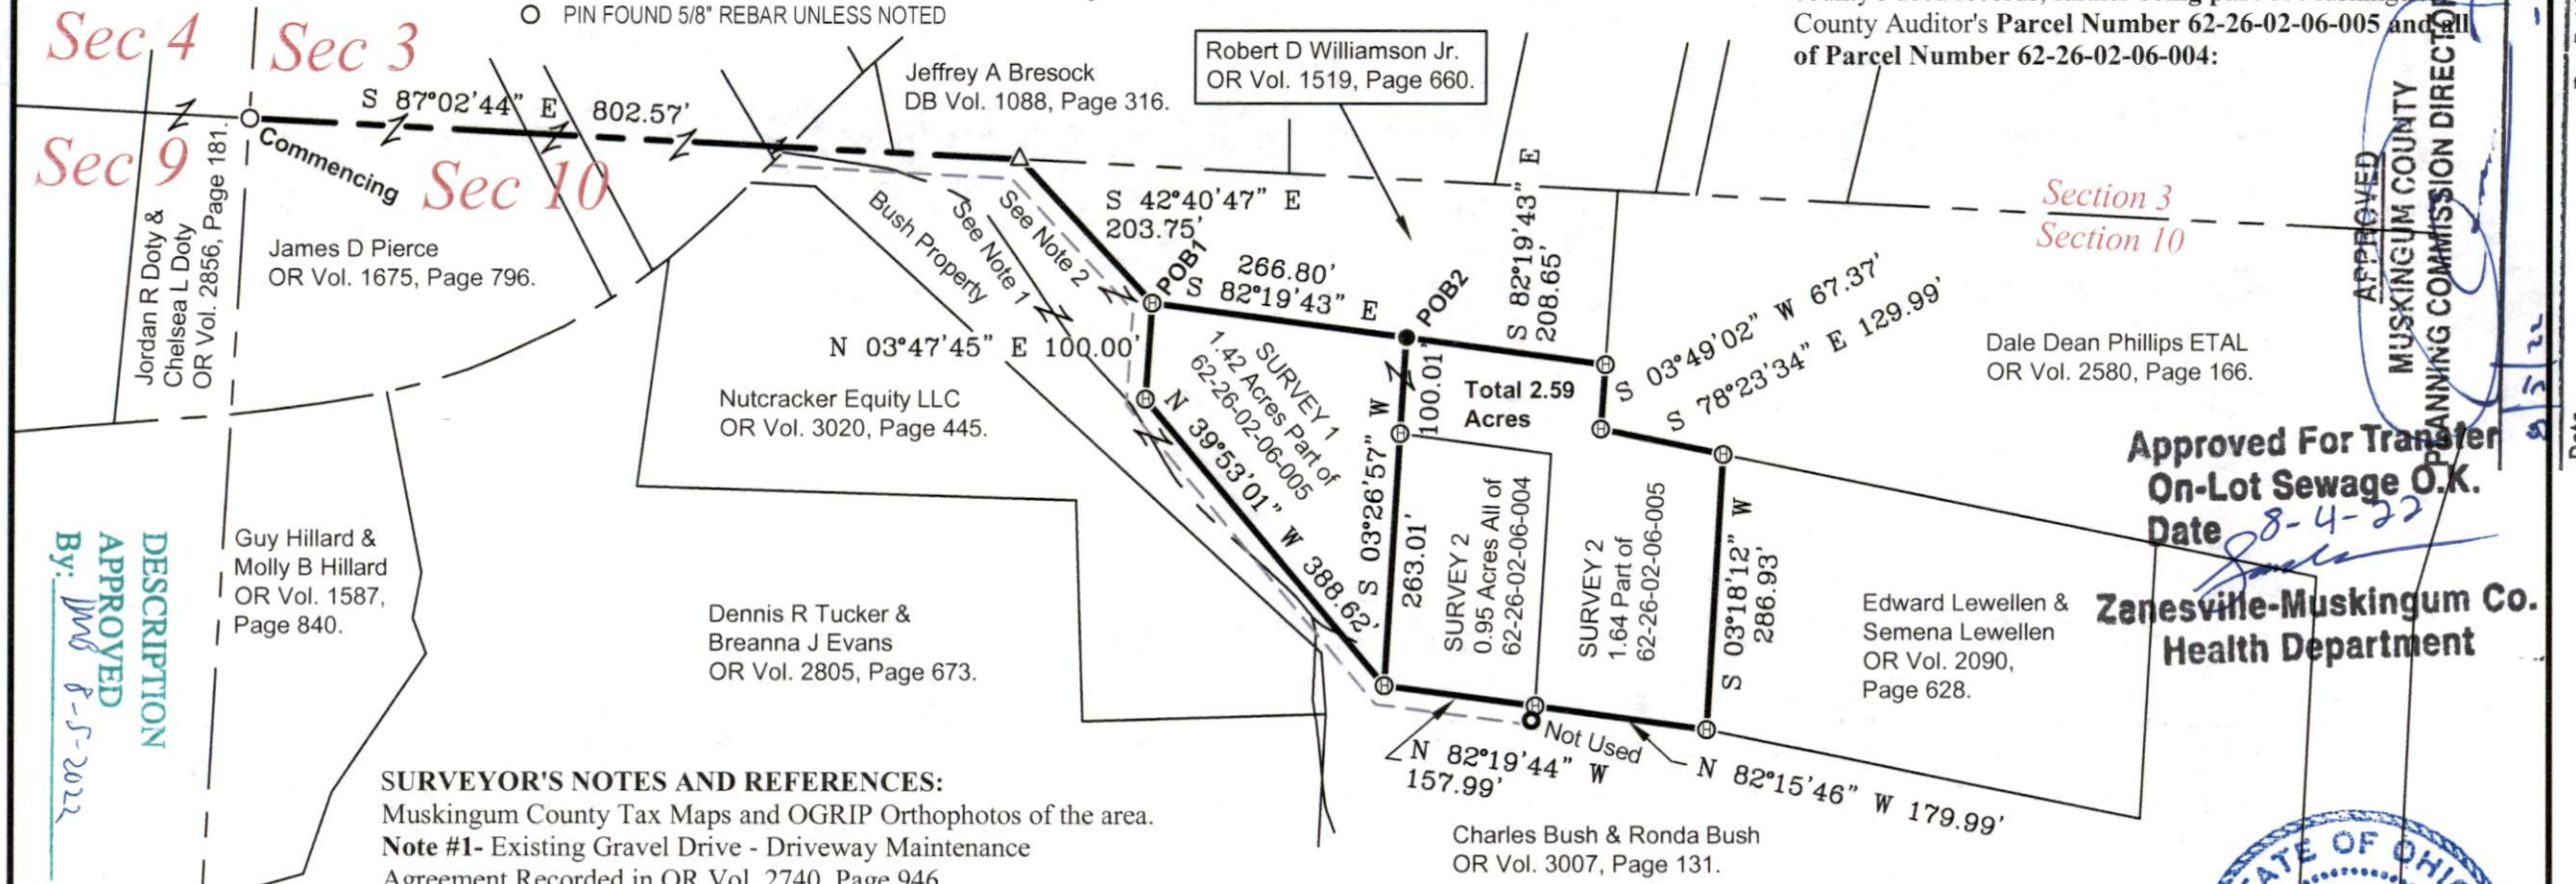 O PIN FOUND 5/8" REBAR UNLESS NOTED
County Auditor's Parcel Number 62-26-02-06-005 and all
of Parcel Number 62-26-02-06-004:
Sec 4
Sec 3
Sec 9
Sec 10
S 87°02'44" E 802.57'
Commencing
Jeffrey A Bresock
DB Vol. 1088, Page 316.
Robert D Williamson Jr.
OR Vol. 1519, Page 660.
Section 3
Section 10
Jordan R Doty &
Chelsea L Doty
OR Vol. 2856, Page 181.
James D Pierce
OR Vol. 1675, Page 796.
Bush Property
See Note 1
See Note 2
S 42°40'47" E
203.75'
POB1
266.80'
S 82°19'43" E
POB2
S 82°19'43" E
208.65'
S 03°49'02" W 67.37'
S 78°23'34" E 129.99'
N 03°47'45" E 100.00'
Nutcracker Equity LLC
OR Vol. 3020, Page 445.
SURVEY 1
1.42 Acres Part of
62-26-02-06-005
N 39°53'01" W 388.62'
S 03°26'57" W
100.01'
263.01'
Total 2.59
Acres
SURVEY 2
0.95 Acres All of
62-26-02-06-004
SURVEY 2
1.64 Part of
62-26-02-06-005
S 03°18'12" W
286.93'
Dale Dean Phillips ETAL
OR Vol. 2580, Page 166.
APPROVED
MUSKINGUM COUNTY
PLANNING COMMISSION DIRECTOR
Approved For Transfer
On-Lot Sewage O.K.
Date 8-4-22
Zanesville-Muskingum Co.
Health Department
Edward Lewellen &
Semena Lewellen
OR Vol. 2090,
Page 628.
Guy Hillard &
Molly B Hillard
OR Vol. 1587,
Page 840.
DESCRIPTION
APPROVED
By: 8-5-2022
Dennis R Tucker &
Breanna J Evans
OR Vol. 2805, Page 673.
Not Used
N 82°19'44" W
157.99'
N 82°15'46" W 179.99'
Charles Bush & Ronda Bush
OR Vol. 3007, Page 131.
SURVEYOR'S NOTES AND REFERENCES:
Muskingum County Tax Maps and OGRIP Orthophotos of the area.
Note #1- Existing Gravel Drive - Driveway Maintenance
Agreement Recorded in OR Vol. 2740, Page 946
STATE OF OHIO